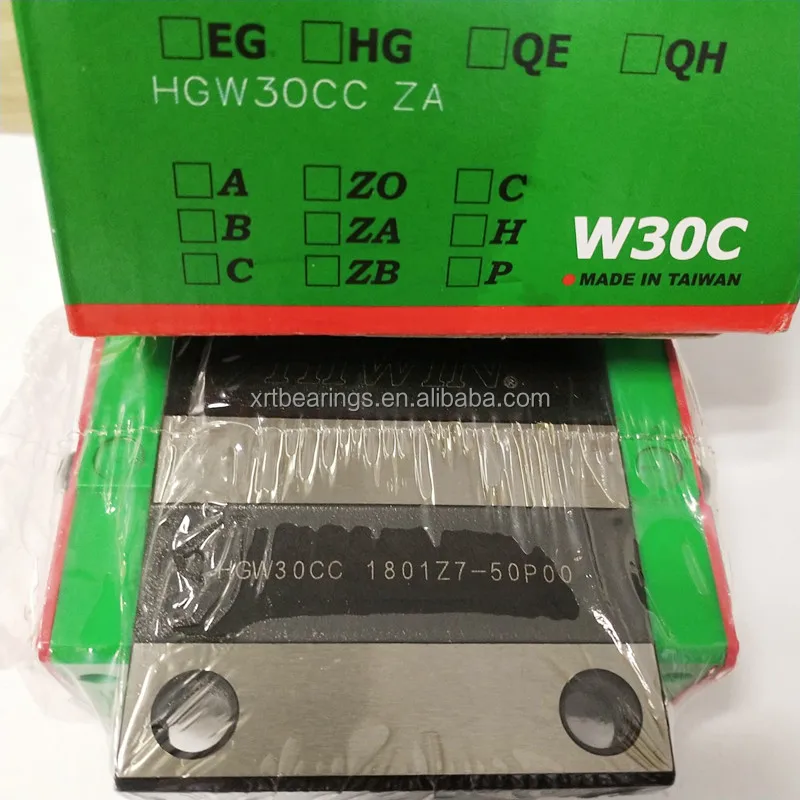 EG HG QE QH
HGW30CC ZA
A ZO C
B ZA H
C ZB P
W30C
MADE IN TAIWAN
HIWIN®
xrtbearings.en.alibaba.com
HGW30CC 1801Z7-50P00